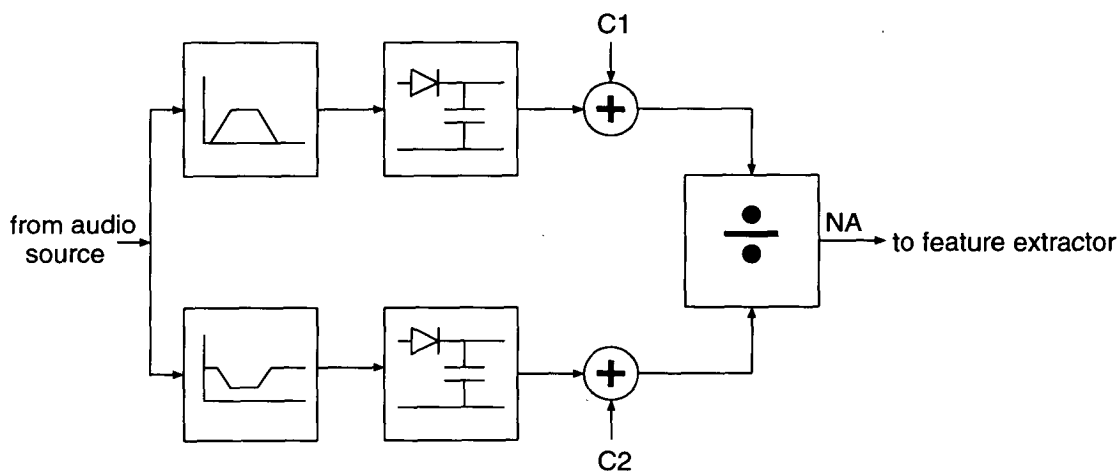 C1
from audio
source
NA
to feature extractor
C2